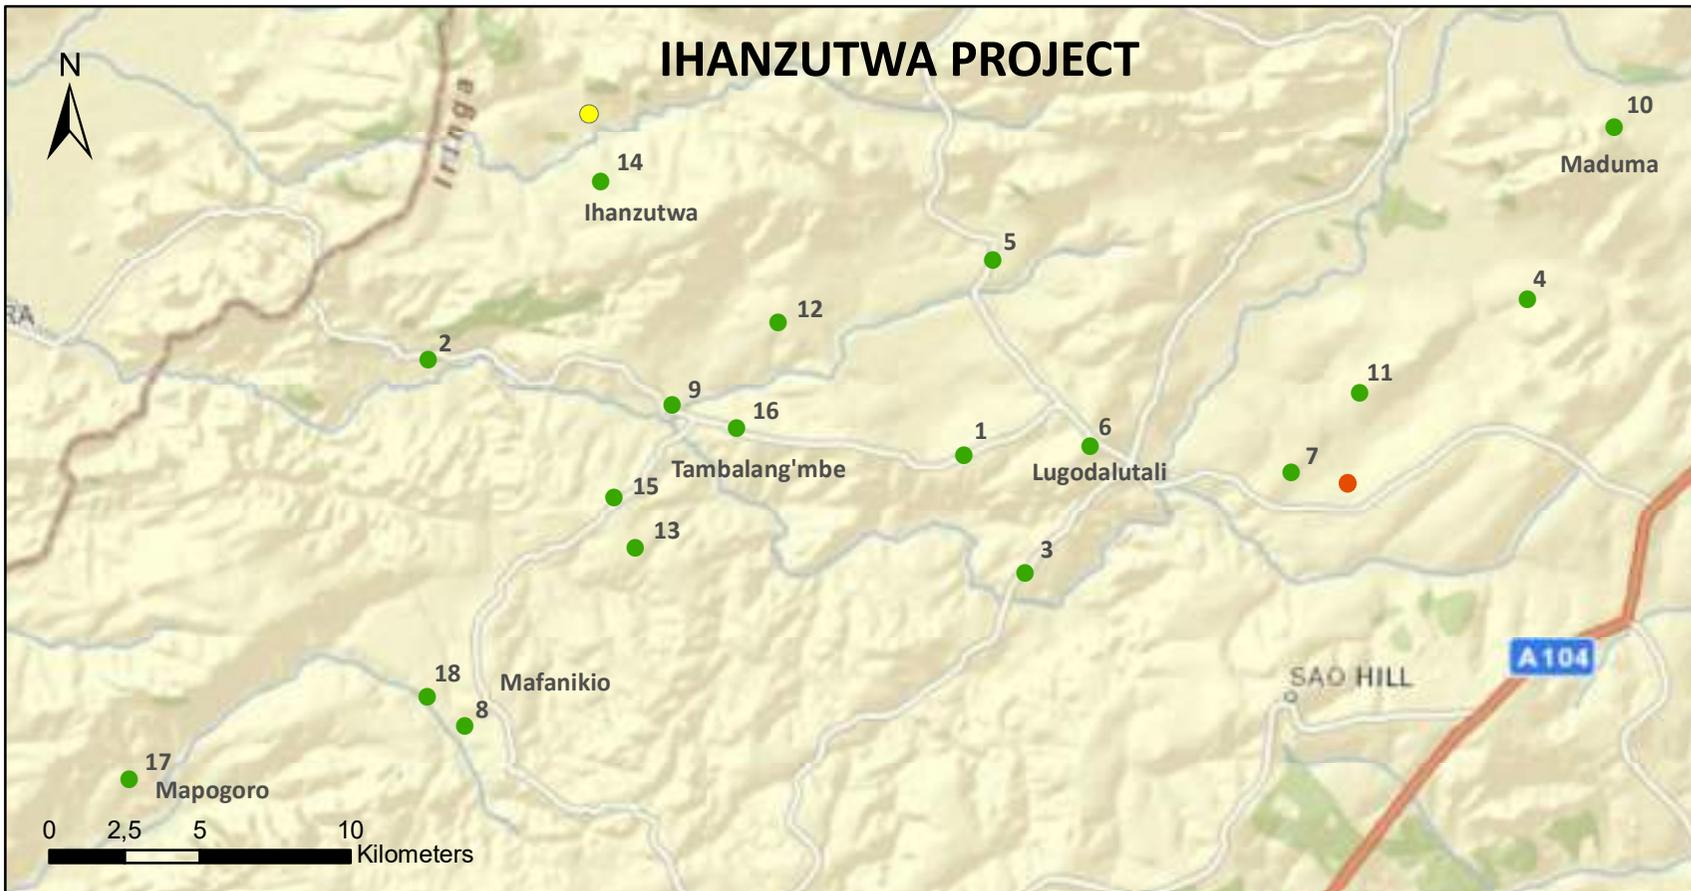 IHANZUTWA PROJECT
N
Iringa
10
Maduma
14
Ihanzutwa
5
4
12
RA
2
11
9
16
1
6
7
Tambalang'mbe
Lugodalutali
15
13
3
A104
SAO HILL
18
Mafanikio
8
17
Mapogoro
0 2,5 5 10
Kilometers